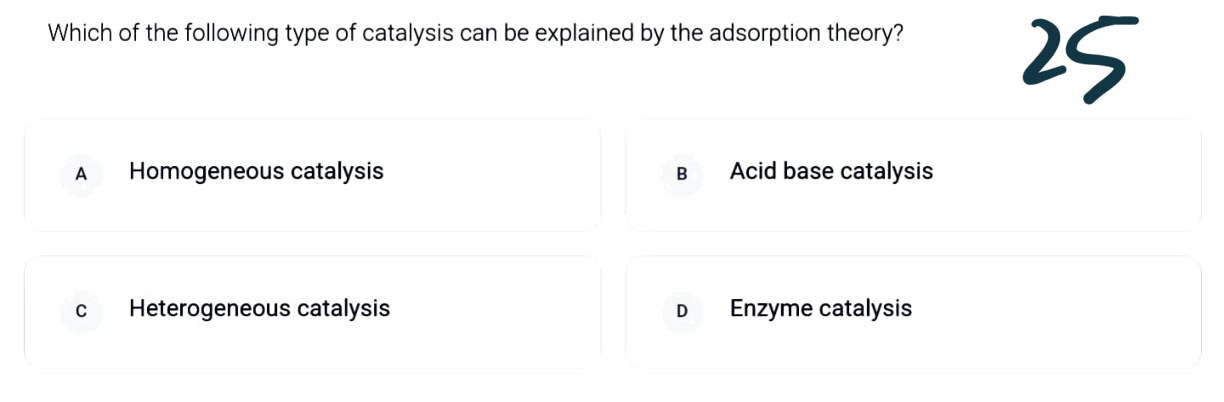 Which of the following type of catalysis can be explained by the adsorption theory?
25
A Homogeneous catalysis
B Acid base catalysis
C Heterogeneous catalysis
D Enzyme catalysis